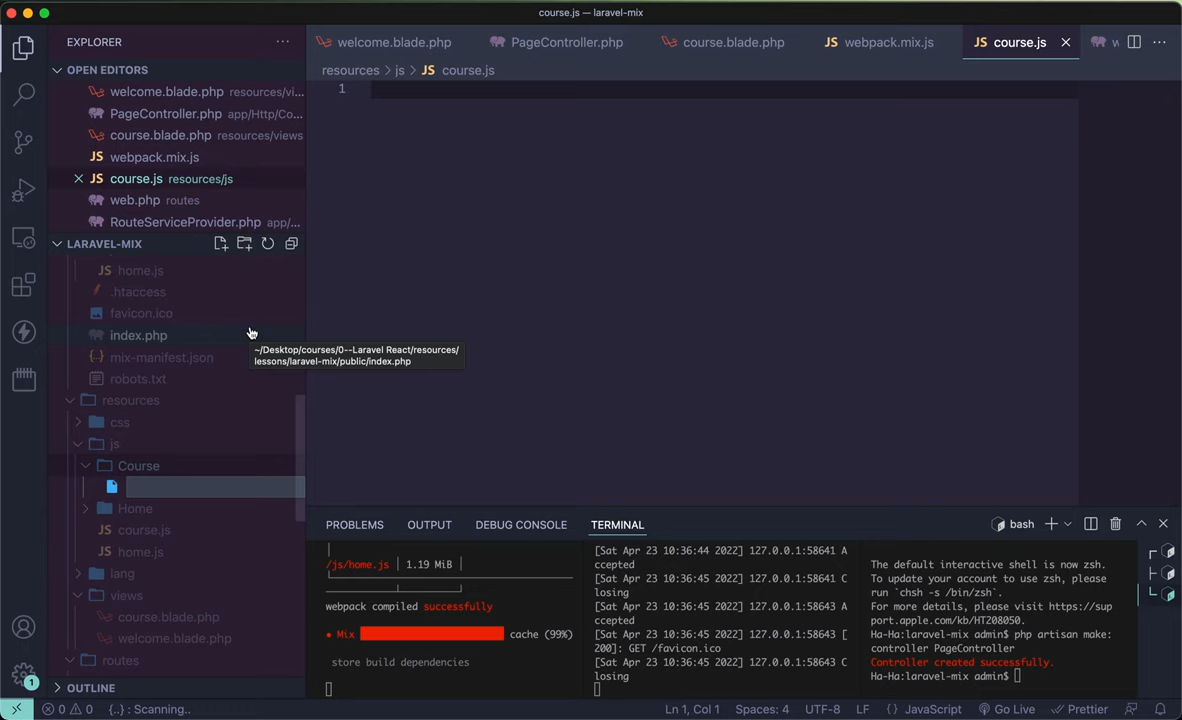 course.js — laravel-mix
EXPLORER
OPEN EDITORS
welcome.blade.php resources/vi...
PageController.php app/Http/Co...
course.blade.php resources/views
JS webpack.mix.js
JS course.js resources/js
web.php routes
RouteServiceProvider.php app/...
LARAVEL-MIX
JS home.js
.htaccess
favicon.ico
index.php
mix-manifest.json
robots.txt
resources
css
js
Course
Home
JS course.js
JS home.js
lang
views
course.blade.php
welcome.blade.php
routes
OUTLINE
welcome.blade.php
PageController.php
course.blade.php
JS webpack.mix.js
JS course.js
w
resources > js > JS course.js
1
~/Desktop/courses/0--Laravel React/resources/
lessons/laravel-mix/public/index.php
PROBLEMS OUTPUT DEBUG CONSOLE TERMINAL
bash
/js/home.js | 1.19 MiB
webpack compiled successfully
● Mix cache (99%)
store build dependencies
[Sat Apr 23 10:36:44 2022] 127.0.0.1:58641 A
ccepted
[Sat Apr 23 10:36:45 2022] 127.0.0.1:58641 C
losing
[Sat Apr 23 10:36:45 2022] 127.0.0.1:58643 A
ccepted
[Sat Apr 23 10:36:45 2022] 127.0.0.1:58643 [
200]: GET /favicon.ico
[Sat Apr 23 10:36:45 2022] 127.0.0.1:58643 C
losing
The default interactive shell is now zsh.
To update your account to use zsh, please
run `chsh -s /bin/zsh`.
For more details, please visit https://sup
port.apple.com/kb/HT208050.
Ha-Ha:laravel-mix admin$ php artisan make:
controller PageController
Controller created successfully.
Ha-Ha:laravel-mix admin$
1
0 0 {..} : Scanning..
Ln 1, Col 1 Spaces: 4 UTF-8 LF {} JavaScript Go Live Prettier